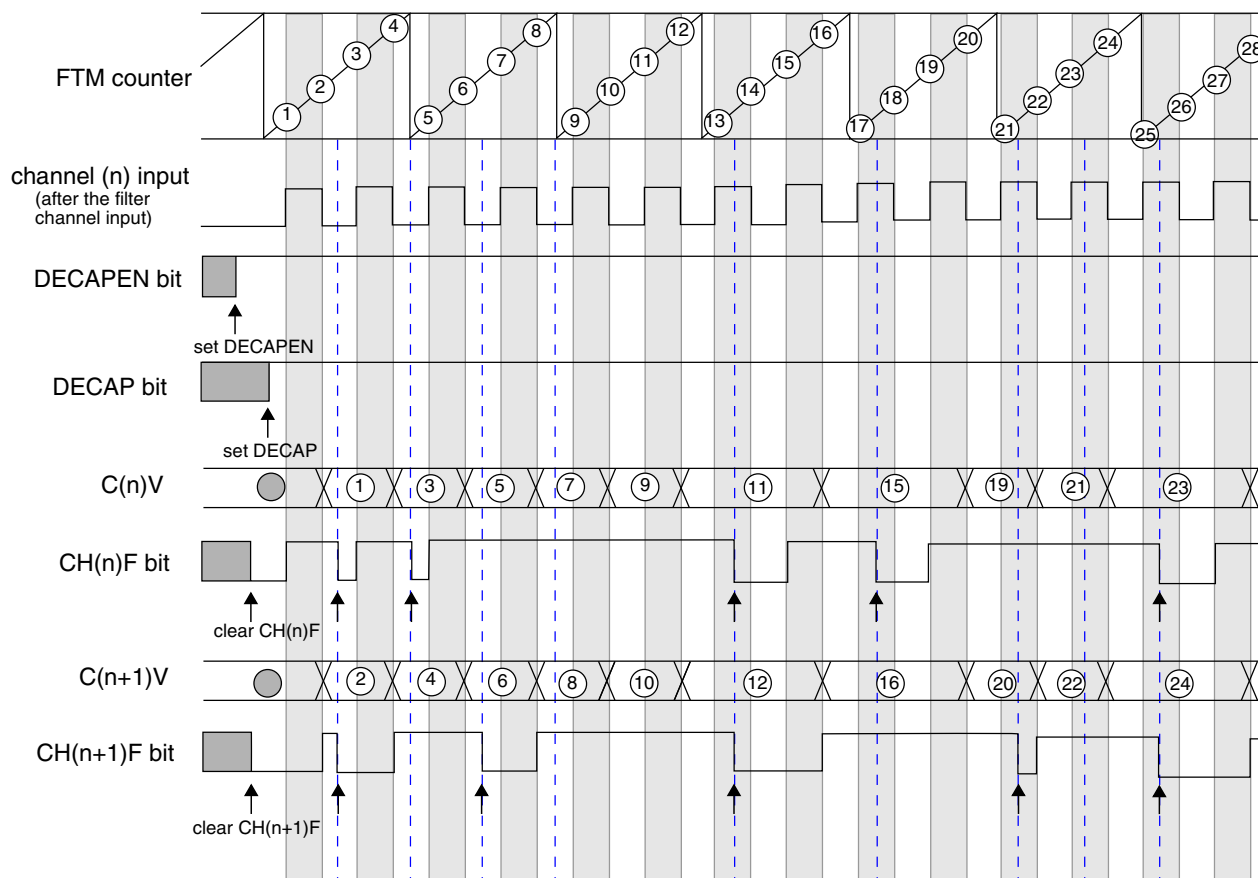 FTM counter
1 2 3 4 5 6 7 8 9 10 11 12 13 14 15 16 17 18 19 20 21 22 23 24 25 26 27 28
channel (n) input
(after the filter
channel input)
DECAPEN bit
set DECAPEN
DECAP bit
set DECAP
C(n)V
1 3 5 7 9 11 15 19 21 23
CH(n)F bit
clear CH(n)F
C(n+1)V
2 4 6 8 10 12 16 20 22 24
CH(n+1)F bit
clear CH(n+1)F